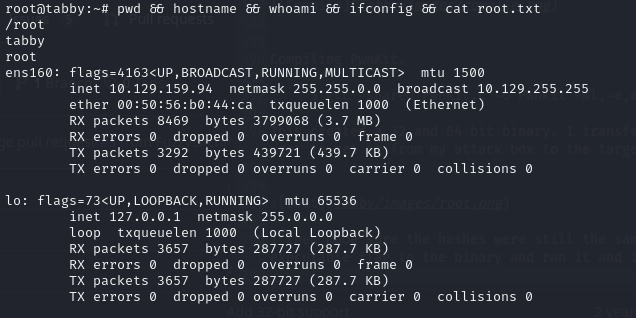 root@tabby:~# pwd && hostname && whoami && ifconfig && cat root.txt
/root
tabby
root
ens160: flags=4163<UP,BROADCAST,RUNNING,MULTICAST>  mtu 1500
        inet 10.129.159.94  netmask 255.255.0.0  broadcast 10.129.255.255
        ether 00:50:56:b0:44:ca  txqueuelen 1000  (Ethernet)
        RX packets 8469  bytes 3799068 (3.7 MB)
        RX errors 0  dropped 0  overruns 0  frame 0
        TX packets 3292  bytes 439721 (439.7 KB)
        TX errors 0  dropped 0 overruns 0  carrier 0  collisions 0

lo: flags=73<UP,LOOPBACK,RUNNING>  mtu 65536
        inet 127.0.0.1  netmask 255.0.0.0
        loop  txqueuelen 1000  (Local Loopback)
        RX packets 3657  bytes 287727 (287.7 KB)
        RX errors 0  dropped 0  overruns 0  frame 0
        TX packets 3657  bytes 287727 (287.7 KB)
        TX errors 0  dropped 0 overruns 0  carrier 0  collisions 0